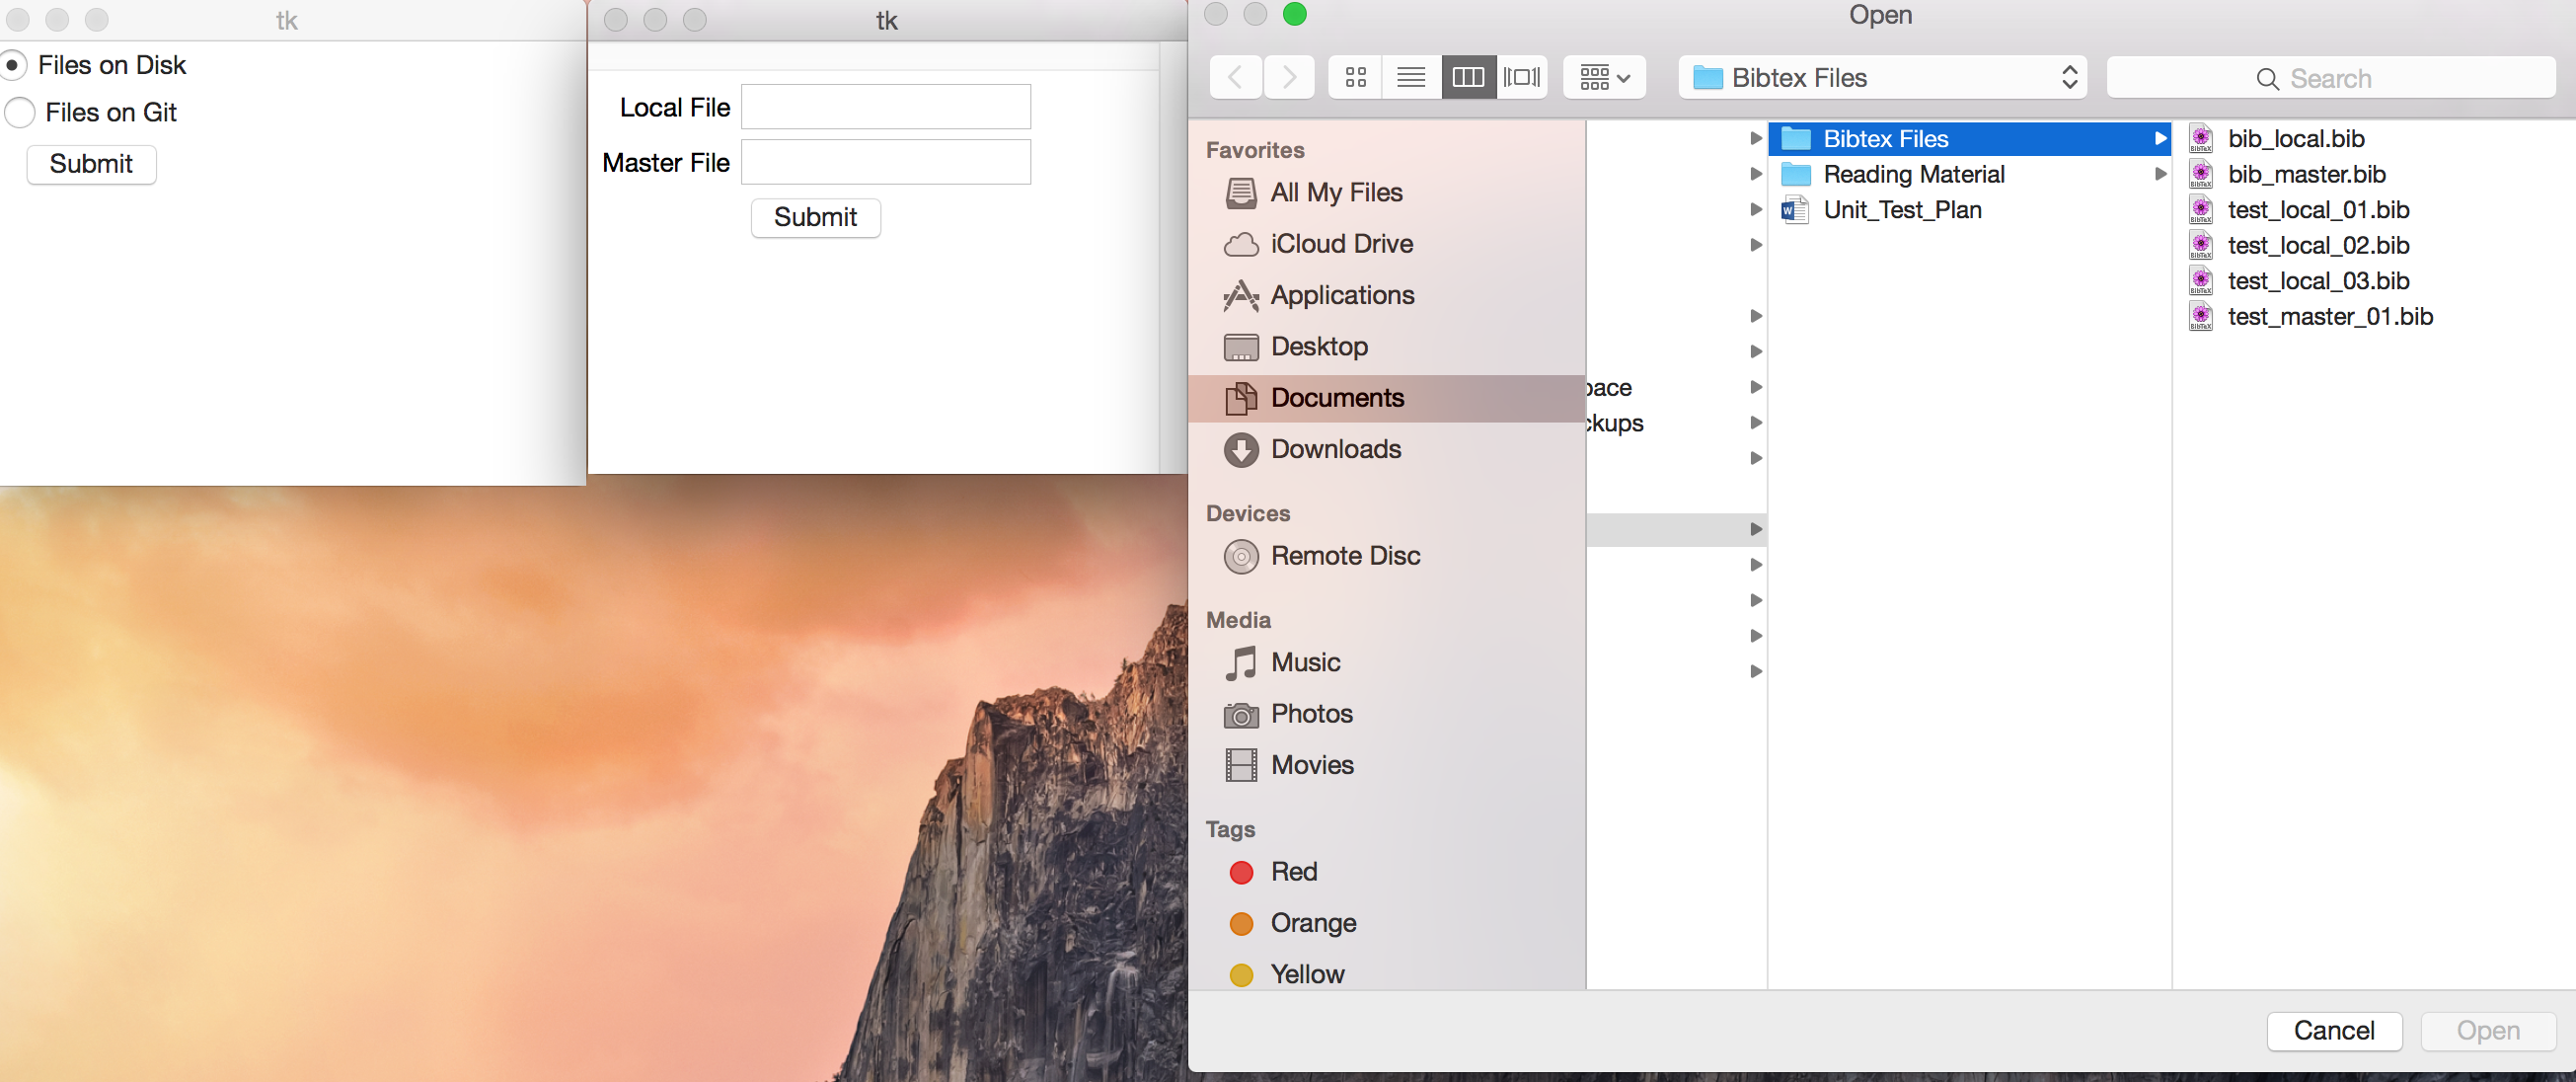 tk
Files on Disk
Files on Git
Submit
tk
Local File
Master File
Submit
Open
Bibtex Files
Search
Favorites
All My Files
iCloud Drive
Applications
Desktop
Documents
Downloads
Devices
Remote Disc
Media
Music
Photos
Movies
Tags
Red
Orange
Yellow
ckups
Bibtex Files
Reading Material
Unit_Test_Plan
bib_local.bib
bib_master.bib
test_local_01.bib
test_local_02.bib
test_local_03.bib
test_master_01.bib
Cancel
Open